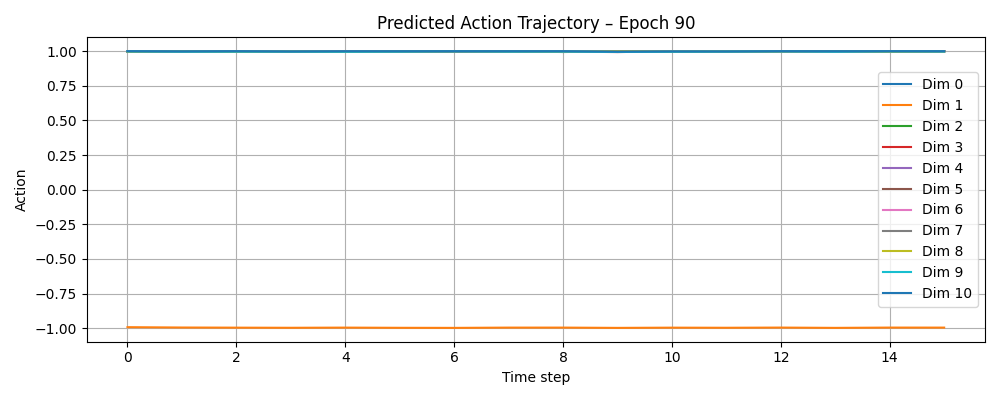 Predicted Action Trajectory – Epoch 90
1.00
0.75
0.50
0.25
0.00
−0.25
−0.50
−0.75
−1.00
Action
Dim 0
Dim 1
Dim 2
Dim 3
Dim 4
Dim 5
Dim 6
Dim 7
Dim 8
Dim 9
Dim 10
0 2 4 6 8 10 12 14
Time step